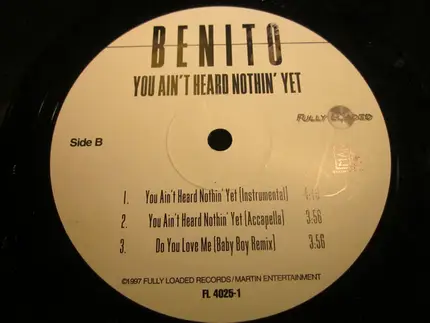 BENITO
YOU AIN'T HEARD NOTHIN' YET
FULLY LOADED
Side B
1. You Ain't Heard Nothin' Yet (Instrumental)
2. You Ain't Heard Nothin' Yet (Accapella) 3:56
3. Do You Love Me (Baby Boy Remix) 3:56
©1997 FULLY LOADED RECORDS/MARTIN ENTERTAINMENT
FL 4025-1